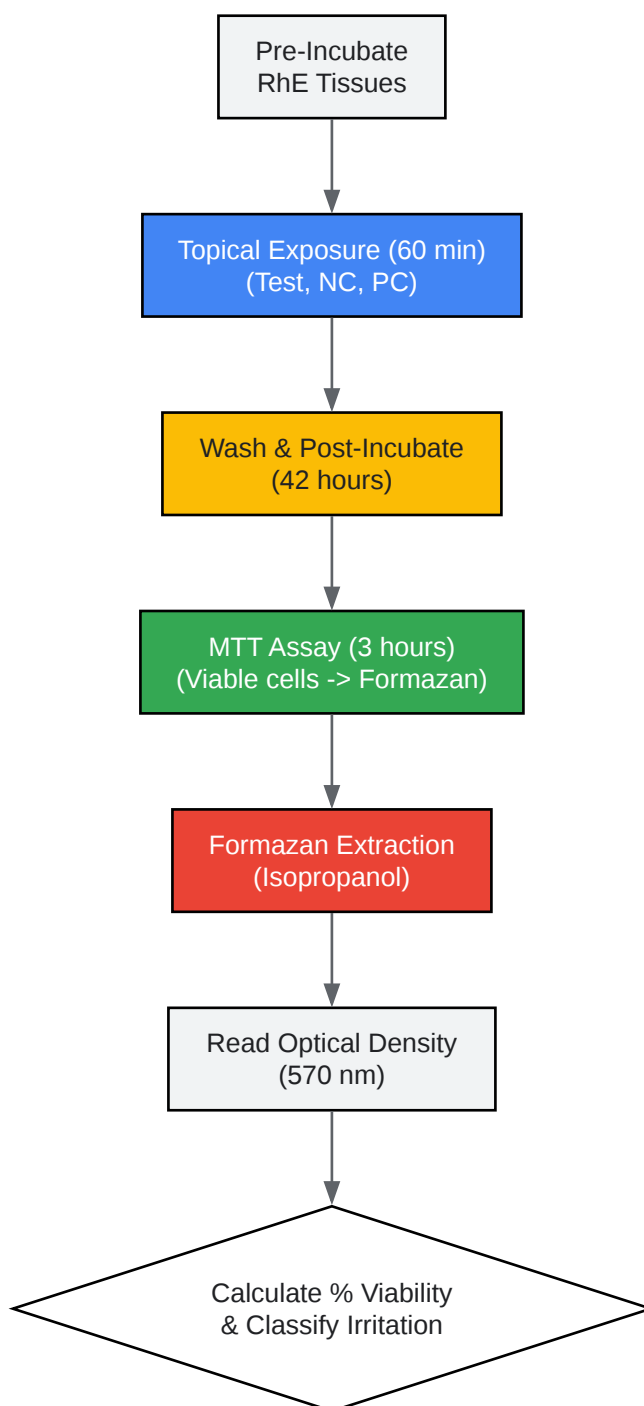 Pre-Incubate
RhE Tissues
Topical Exposure (60 min)
(Test, NC, PC)
Wash & Post-Incubate
(42 hours)
MTT Assay (3 hours)
(Viable cells -> Formazan)
Formazan Extraction
(Isopropanol)
Read Optical Density
(570 nm)
Calculate % Viability
& Classify Irritation